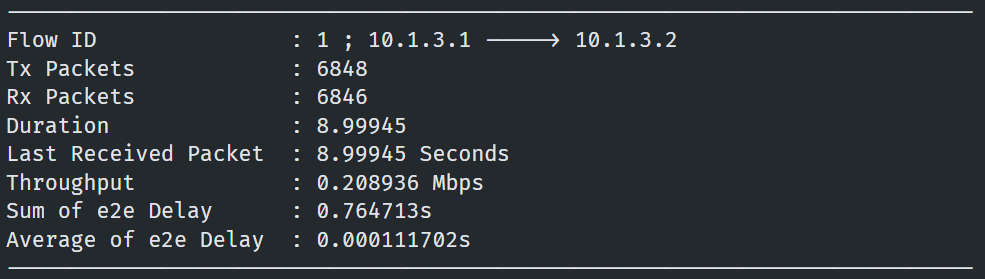 Flow ID : 1 ; 10.1.3.1 ─────> 10.1.3.2
Tx Packets : 6848
Rx Packets : 6846
Duration : 8.99945
Last Received Packet : 8.99945 Seconds
Throughput : 0.208936 Mbps
Sum of e2e Delay : 0.764713s
Average of e2e Delay : 0.000111702s